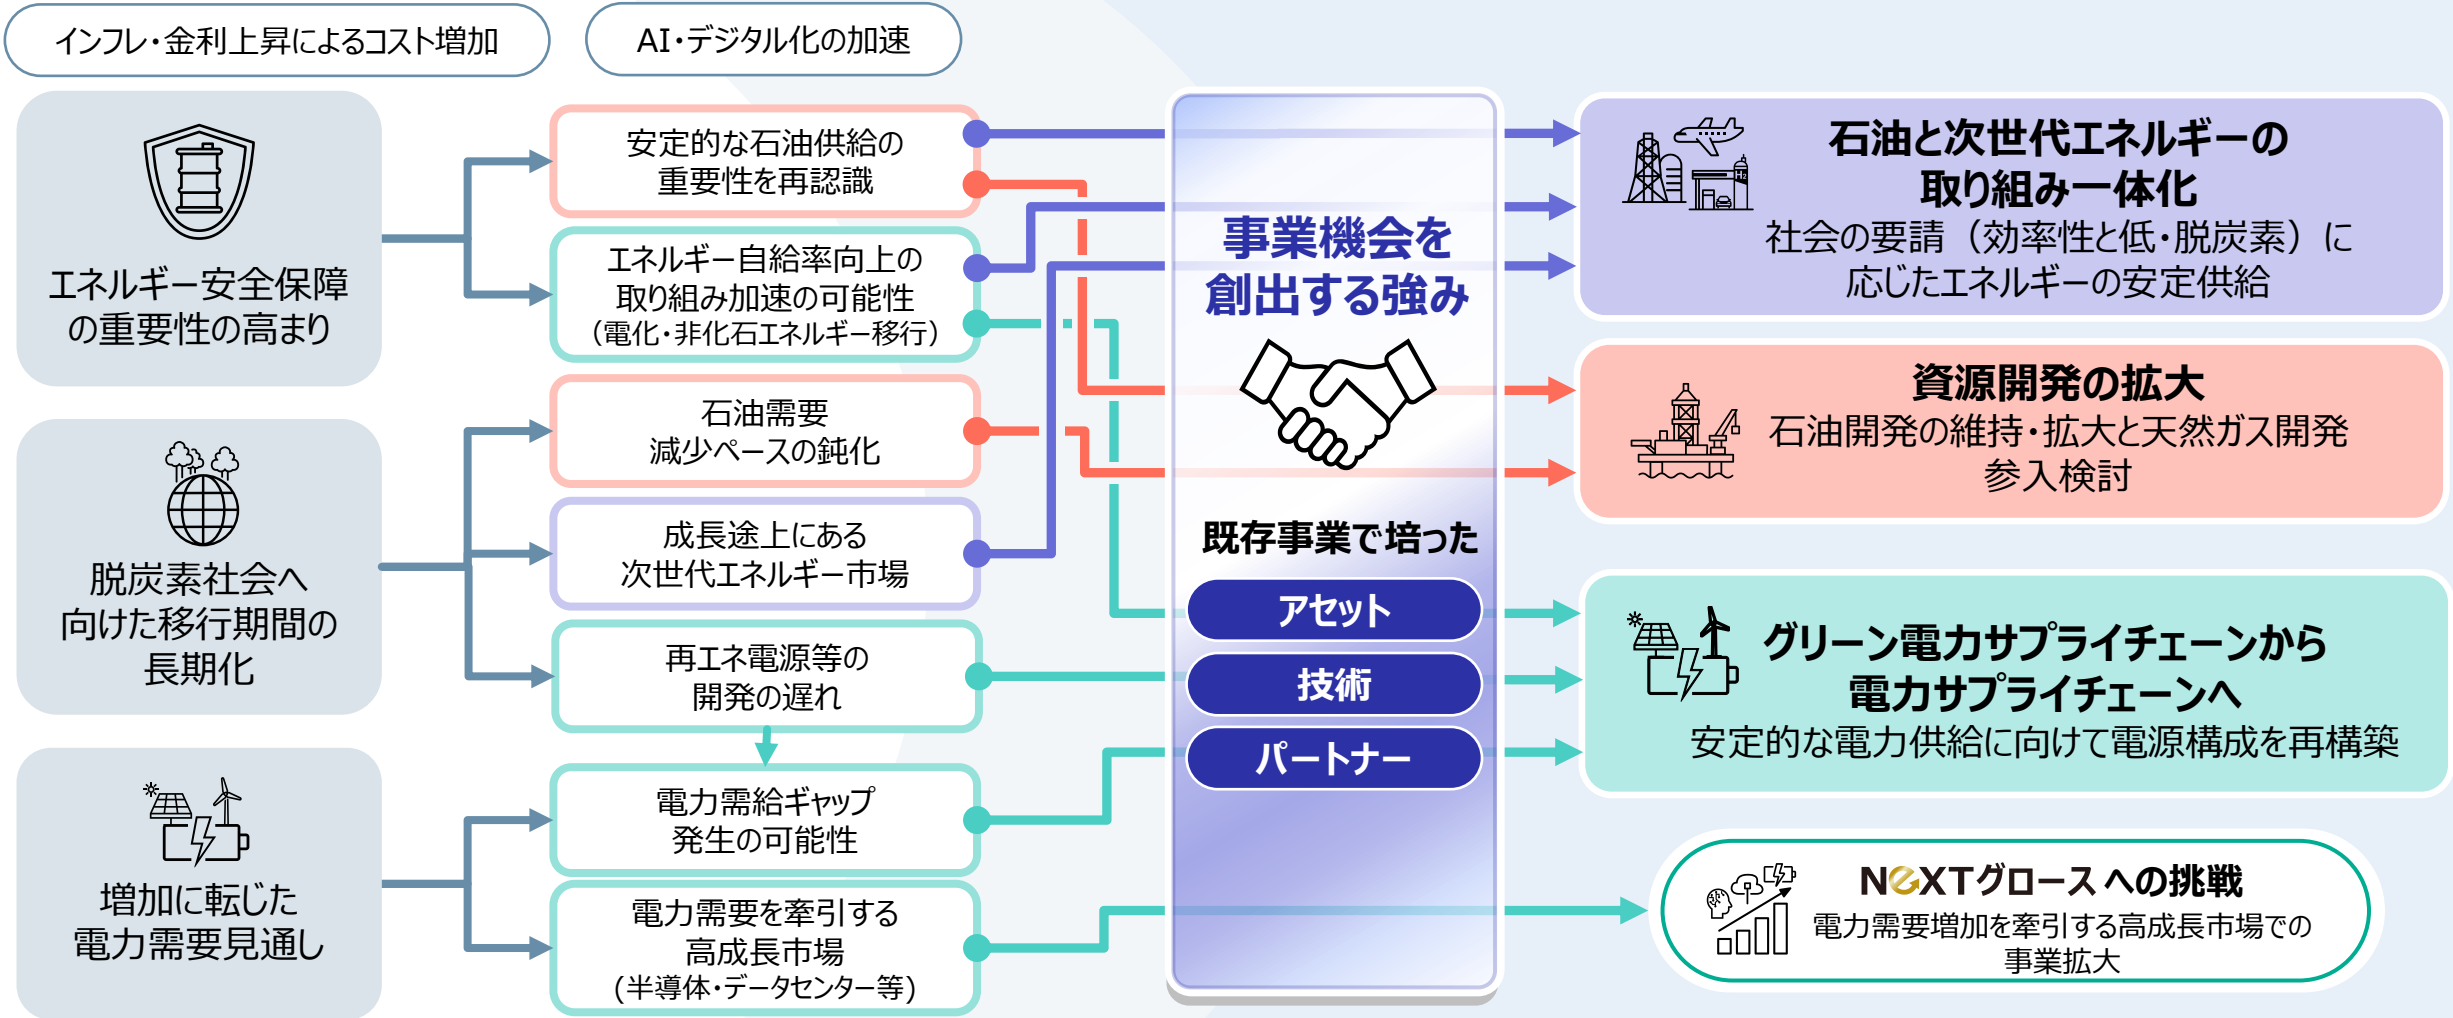 インフレ・金利上昇によるコスト増加
AI・デジタル化の加速
エネルギー安全保障
の重要性の高まり
脱炭素社会へ
向けた移行期間の
長期化
増加に転じた
電力需要見通し
安定的な石油供給の
重要性を再認識
エネルギー自給率向上の
取り組み加速の可能性
（電化・非化石エネルギー移行）
石油需要
減少ペースの鈍化
成長途上にある
次世代エネルギー市場
再エネ電源等の
開発の遅れ
電力需給ギャップ
発生の可能性
電力需要を牽引する
高成長市場
(半導体・データセンター等)
事業機会を
創出する強み
既存事業で培った
アセット
技術
パートナー
H2
石油と次世代エネルギーの
取り組み一体化
社会の要請（効率性と低・脱炭素）に
応じたエネルギーの安定供給
資源開発の拡大
石油開発の維持・拡大と天然ガス開発
参入検討
グリーン電力サプライチェーンから
電力サプライチェーンへ
安定的な電力供給に向けて電源構成を再構築
NeXTグロースへの挑戦
電力需要増加を牽引する高成長市場での
事業拡大